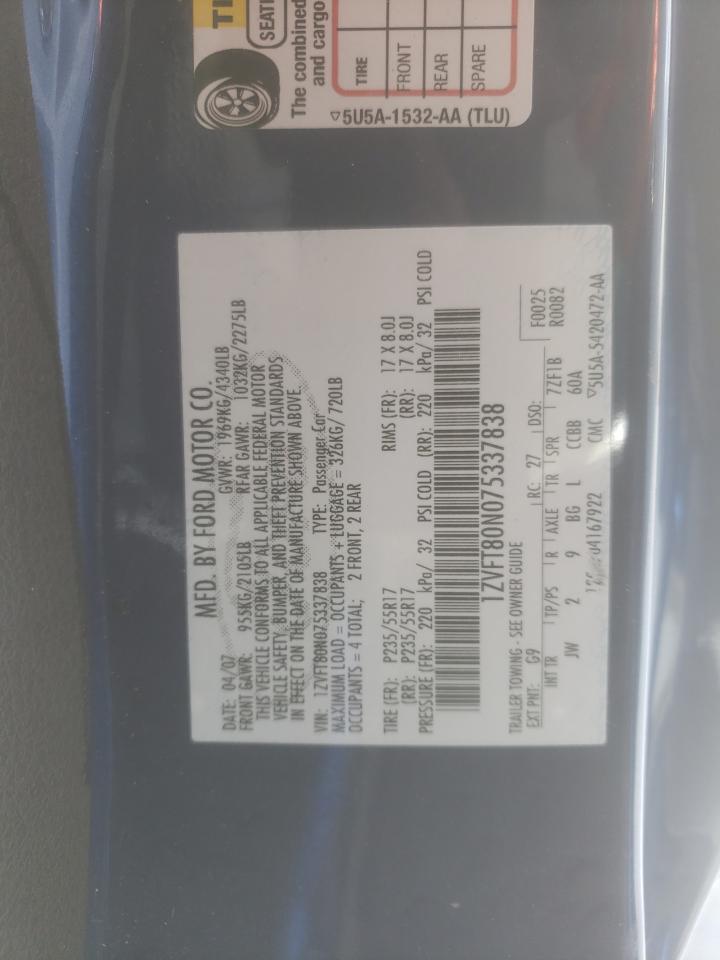 TI
SEATI
The combined
and cargo
TIRE
FRONT
REAR
SPARE
▽5U5A-1532-AA (TLU)
MFD. BY FORD MOTOR CO.
DATE: 04/07 GVWR: 1969KG/4340LB
FRONT GAWR: 955KG/2105LB REAR GAWR: 1032KG/2275LB
THIS VEHICLE CONFORMS TO ALL APPLICABLE FEDERAL MOTOR
VEHICLE SAFETY, BUMPER, AND THEFT PREVENTION STANDARDS
IN EFFECT ON THE DATE OF MANUFACTURE SHOWN ABOVE.
VIN: 1ZVFT80N075337838 TYPE: Passenger Car
MAXIMUM LOAD = OCCUPANTS + LUGGAGE = 326KG/720LB
OCCUPANTS = 4 TOTAL; 2 FRONT, 2 REAR
TIRE (FR): P235/55R17 RIMS (FR): 17 X 8.0J
(RR): P235/55R17 (RR): 17 X 8.0J
PRESSURE (FR): 220 kPa/ 32 PSI COLD (RR): 220 kPa/ 32 PSI COLD
1ZVFT80N075337838
TRAILER TOWING - SEE OWNER GUIDE
EXT PNT: G9 RC: 27 DSO: F0025
INT TR TP/PS R AXLE TR SPR 7ZF1B R0082
JW 2 9 BG L CCBB 60A
04167922 CMC ▽5U5A-5420472-AA